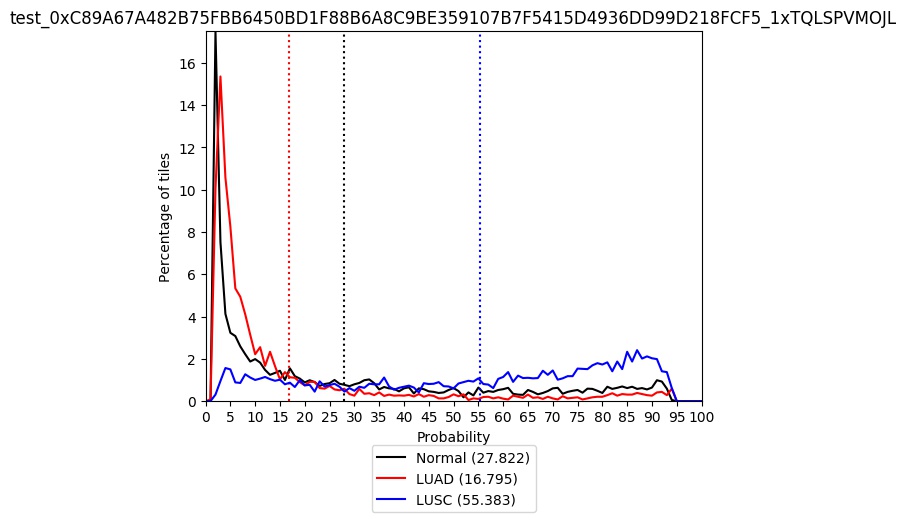 test_0xC89A67A482B75FBB6450BD1F88B6A8C9BE359107B7F5415D4936DD99D218FCF5_1xTQLSPVMOJL
Percentage of tiles
16
14
12
10
8
6
4
2
0
0 5 10 15 20 25 30 35 40 45 50 55 60 65 70 75 80 85 90 95 100
Probability
Normal (27.822)
LUAD (16.795)
LUSC (55.383)